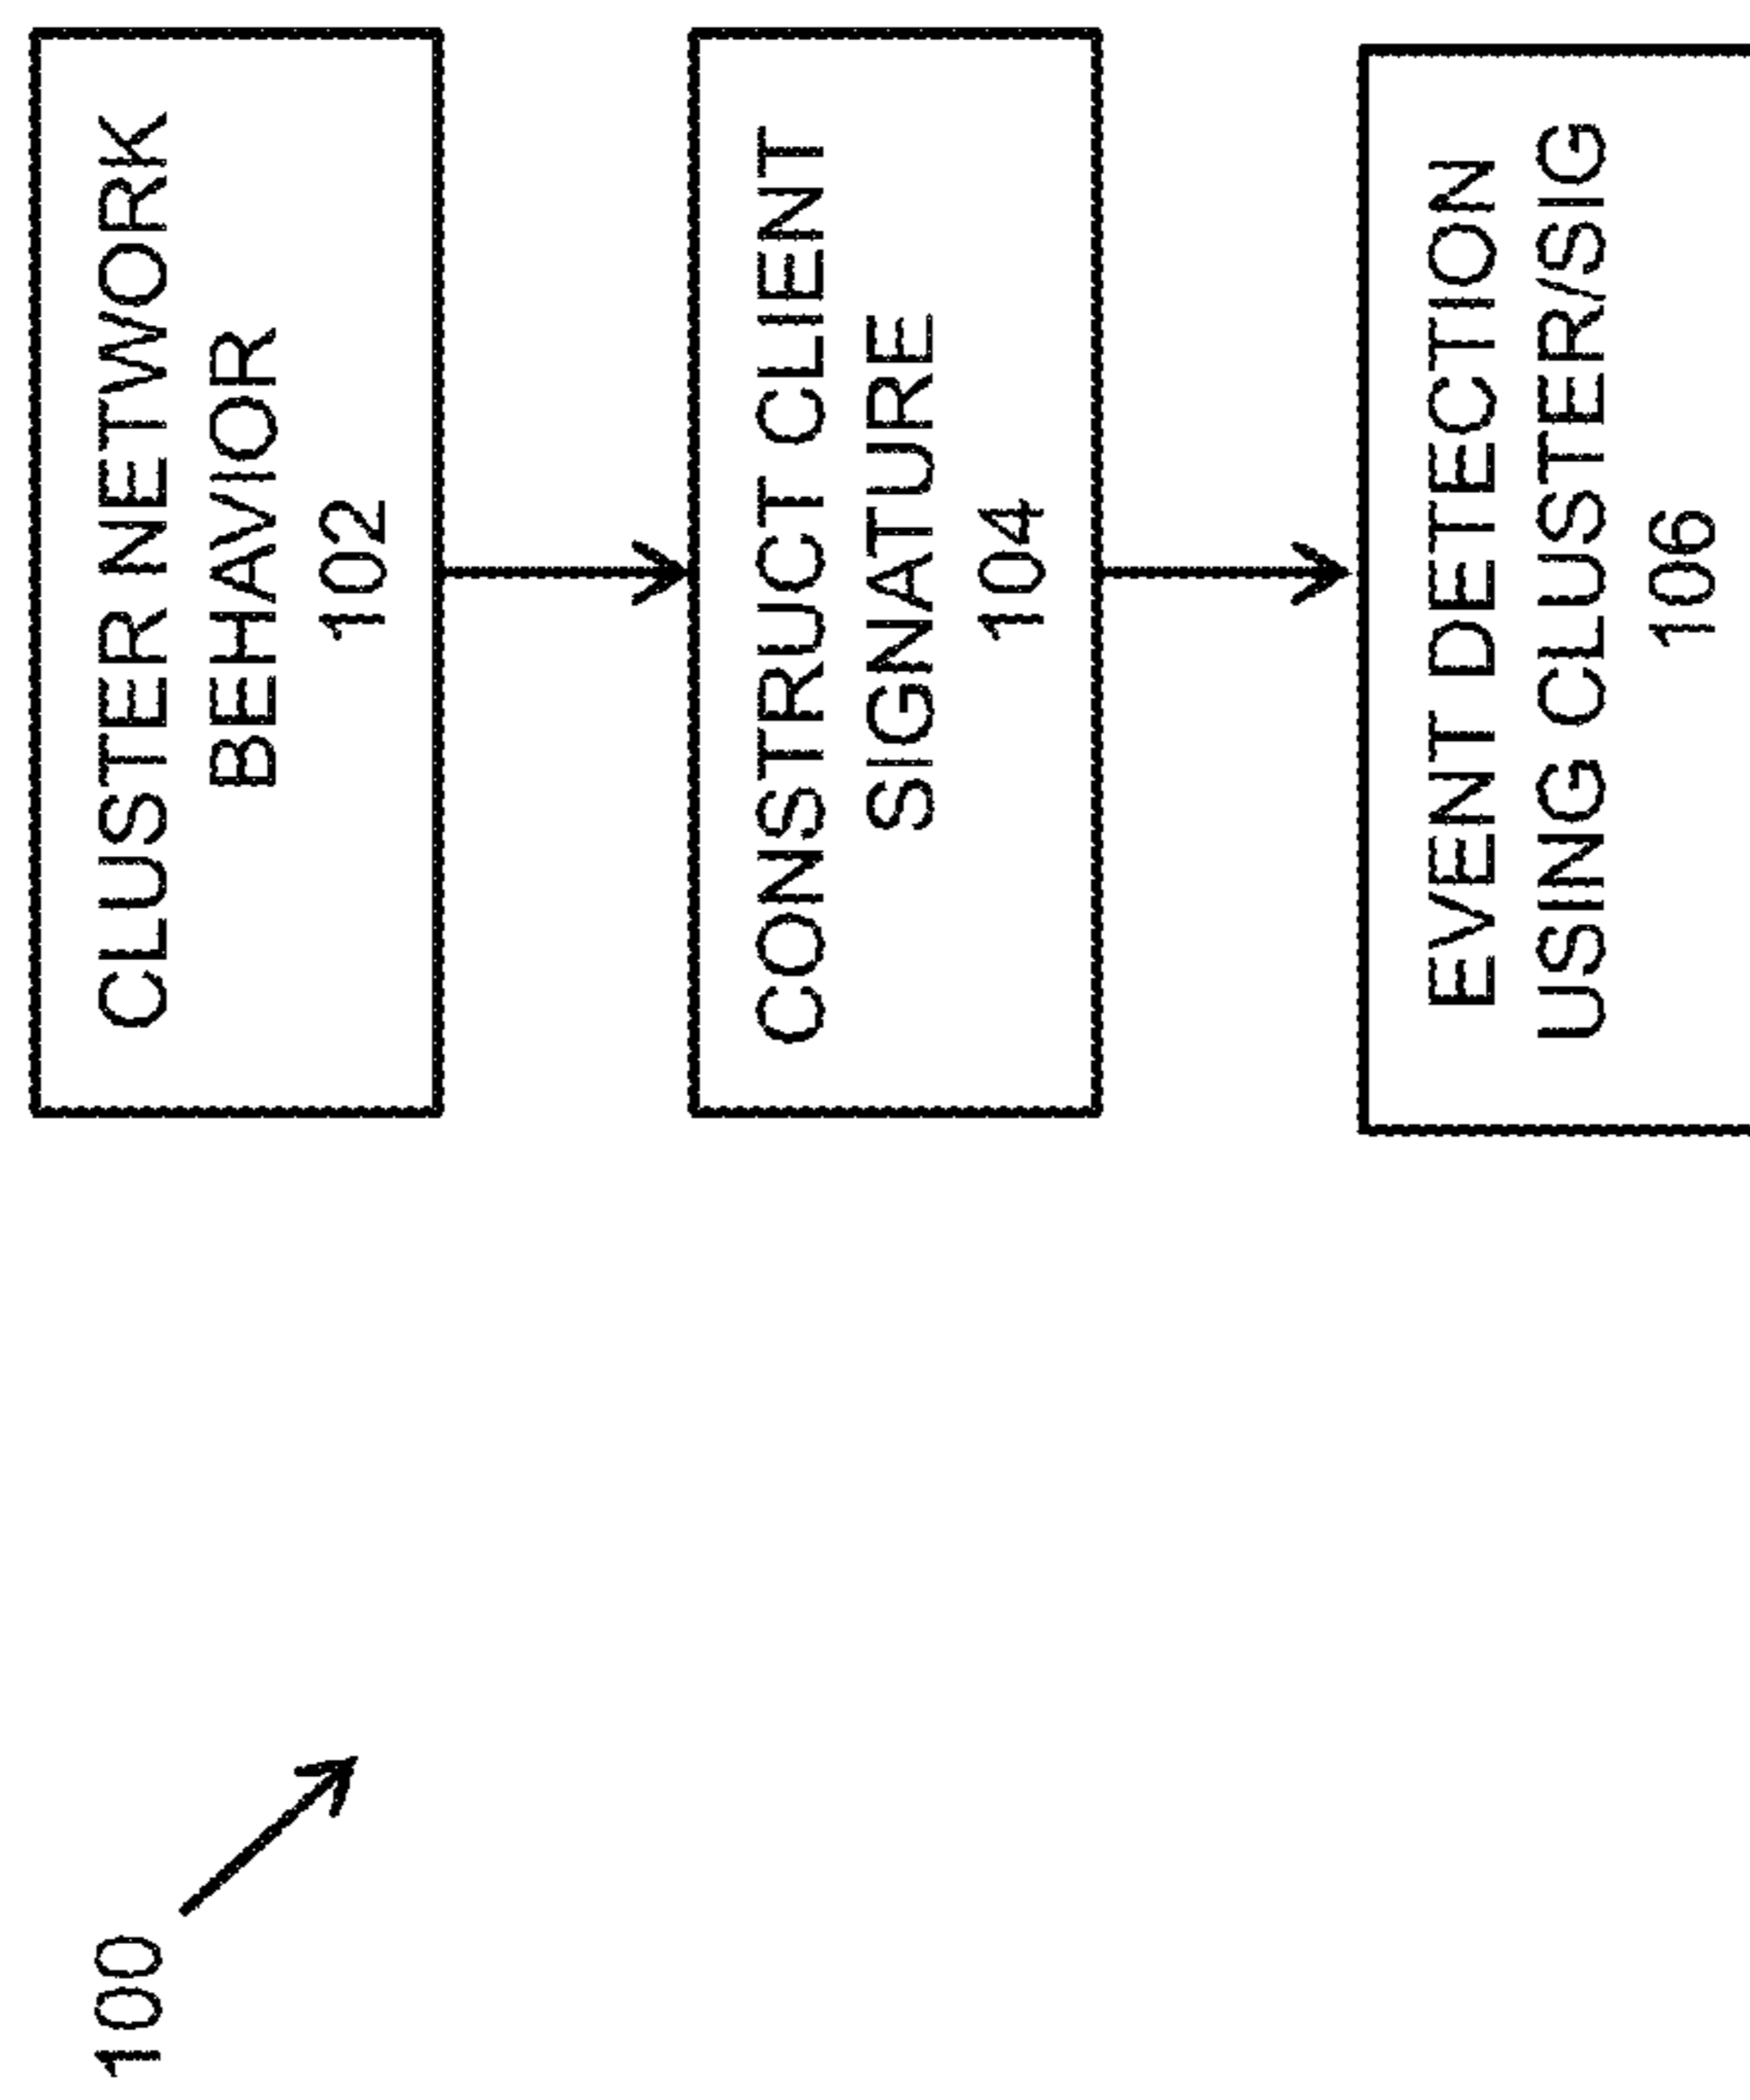 100
CLUSTER NETWORK
BEHAVIOR
102
CONSTRUCT CLIENT
SIGNATURE
104
EVENT DETECTION
USING CLUSTER/SIG
106